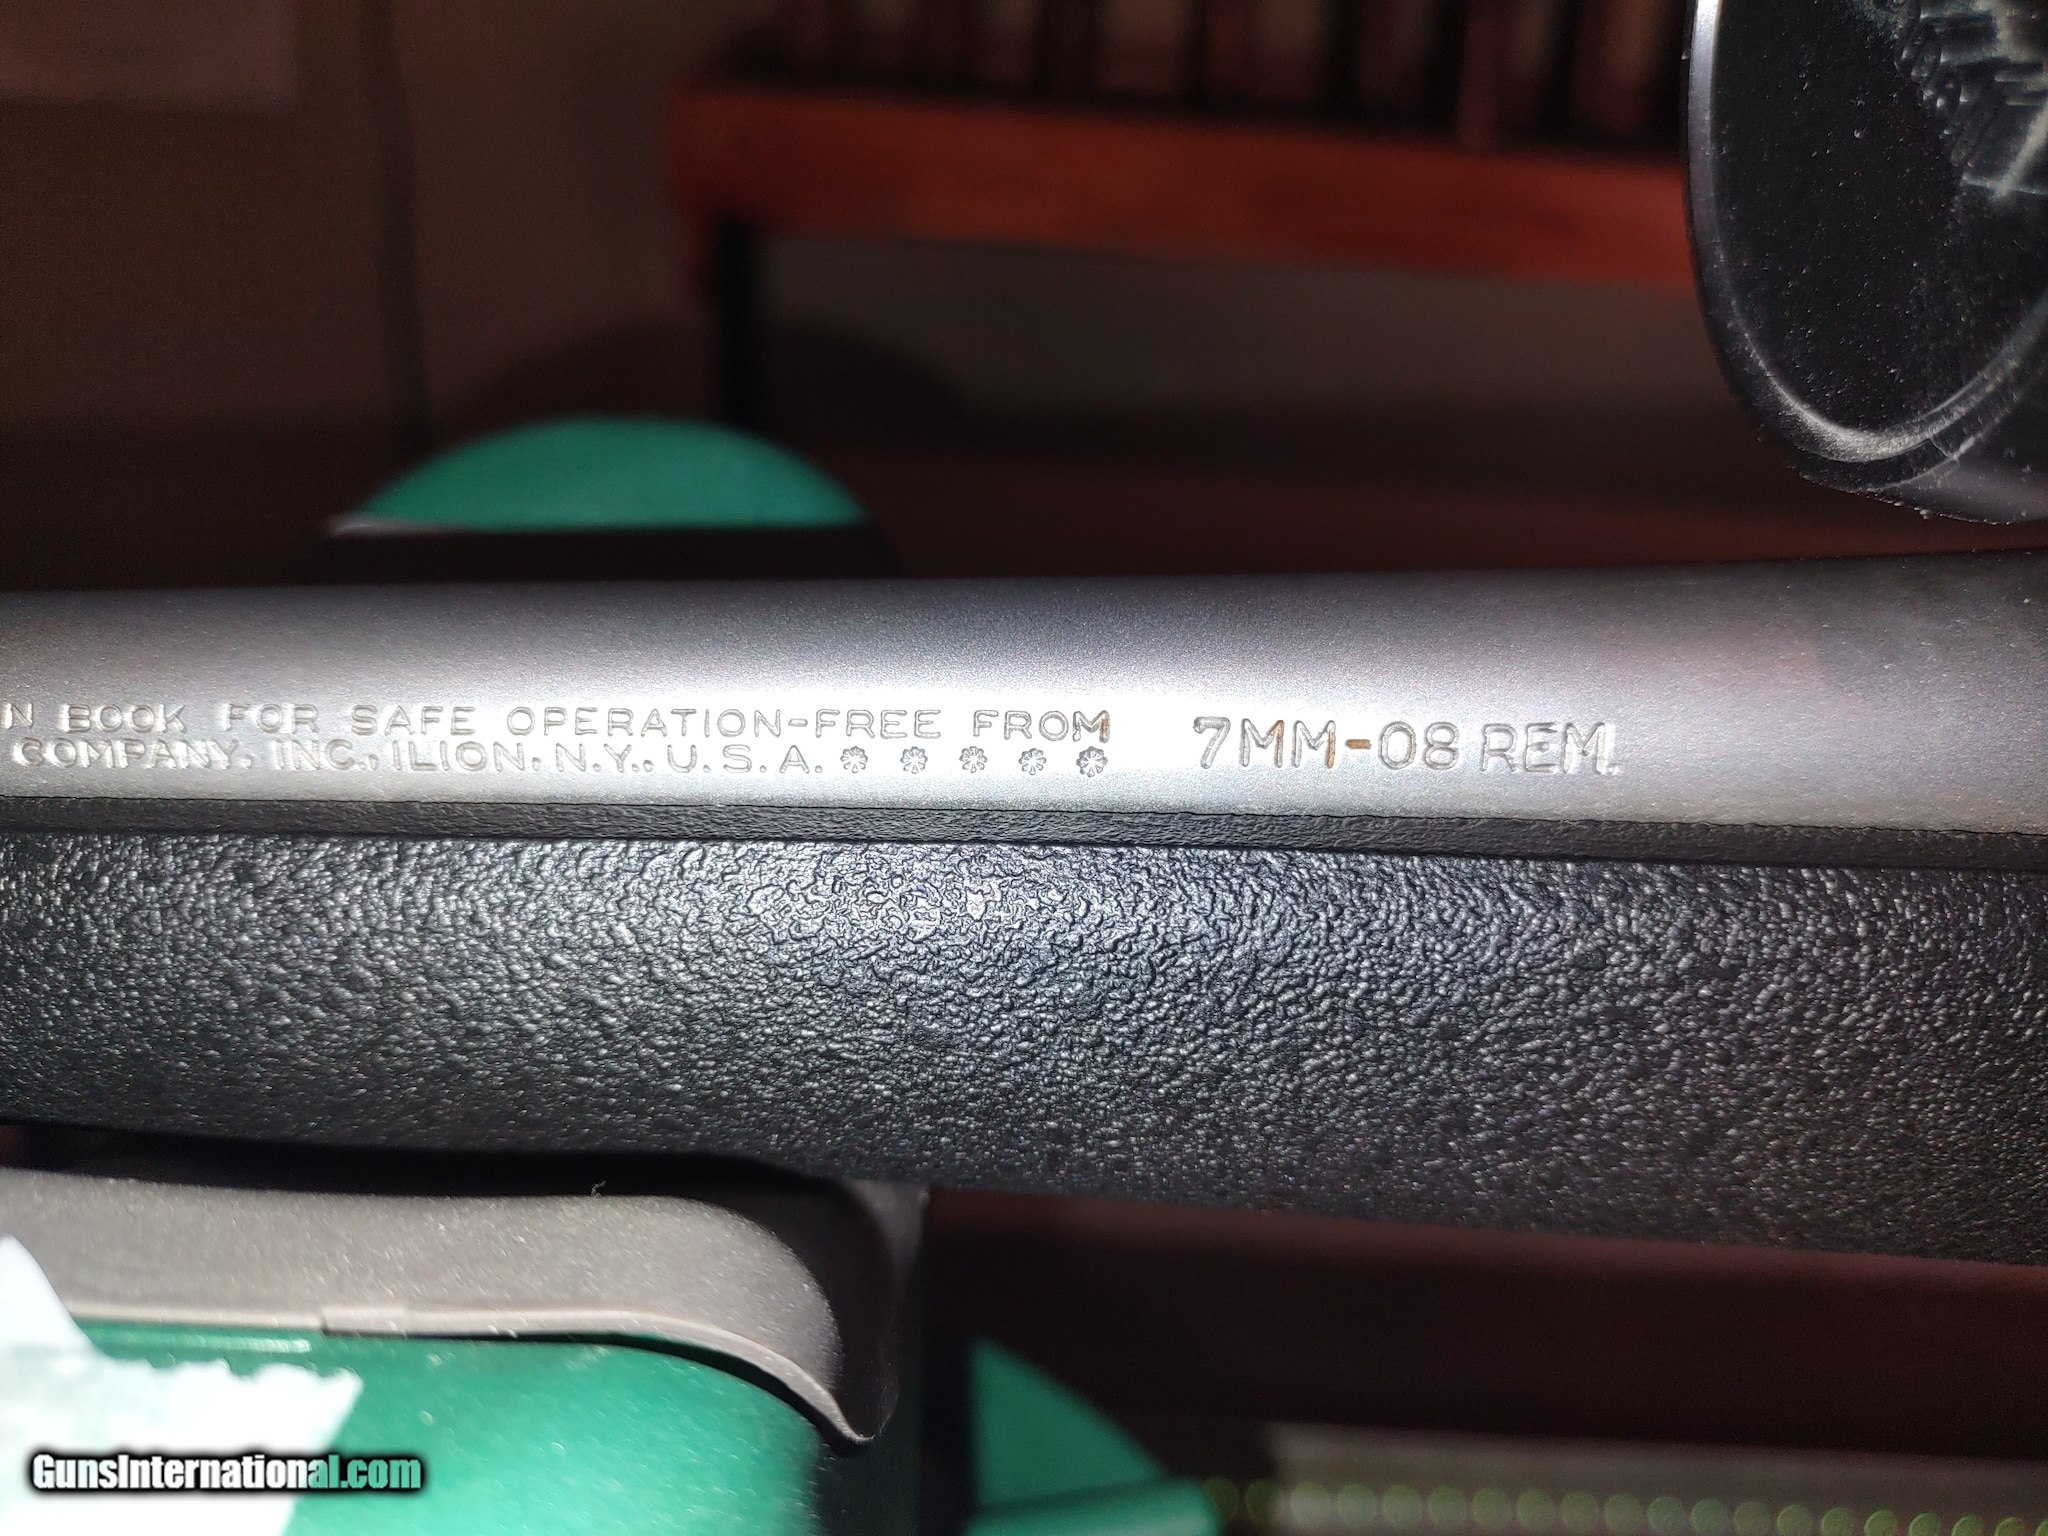 N BOOK FOR SAFE OPERATION-FREE FROM
COMPANY, INC., ILION, N.Y., U.S.A. ✽ ✽ ✽ ✽ ✽
7MM-08 REM.
GunsInternational.com